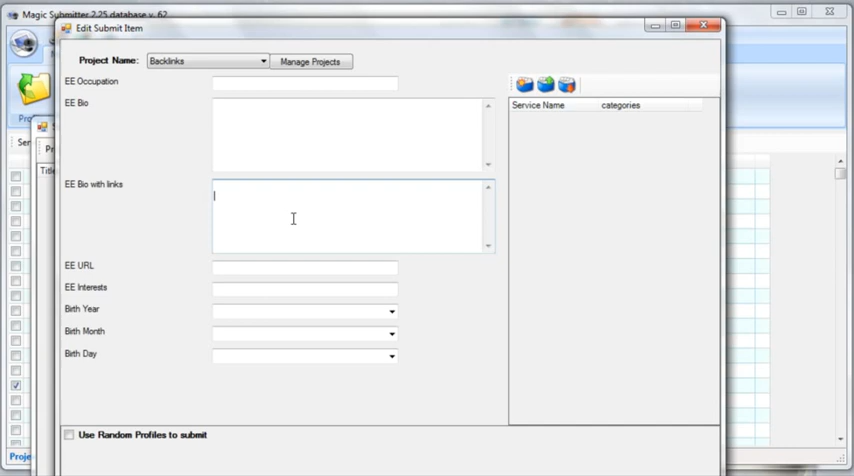 Magic Submitter 2.25 database v. 62
Edit Submit Item
Project Name: Backlinks Manage Projects
EE Occupation
EE Bio
Service Name categories
EE Bio with links
EE URL
EE Interests
Birth Year
Birth Month
Birth Day
Use Random Profiles to submit